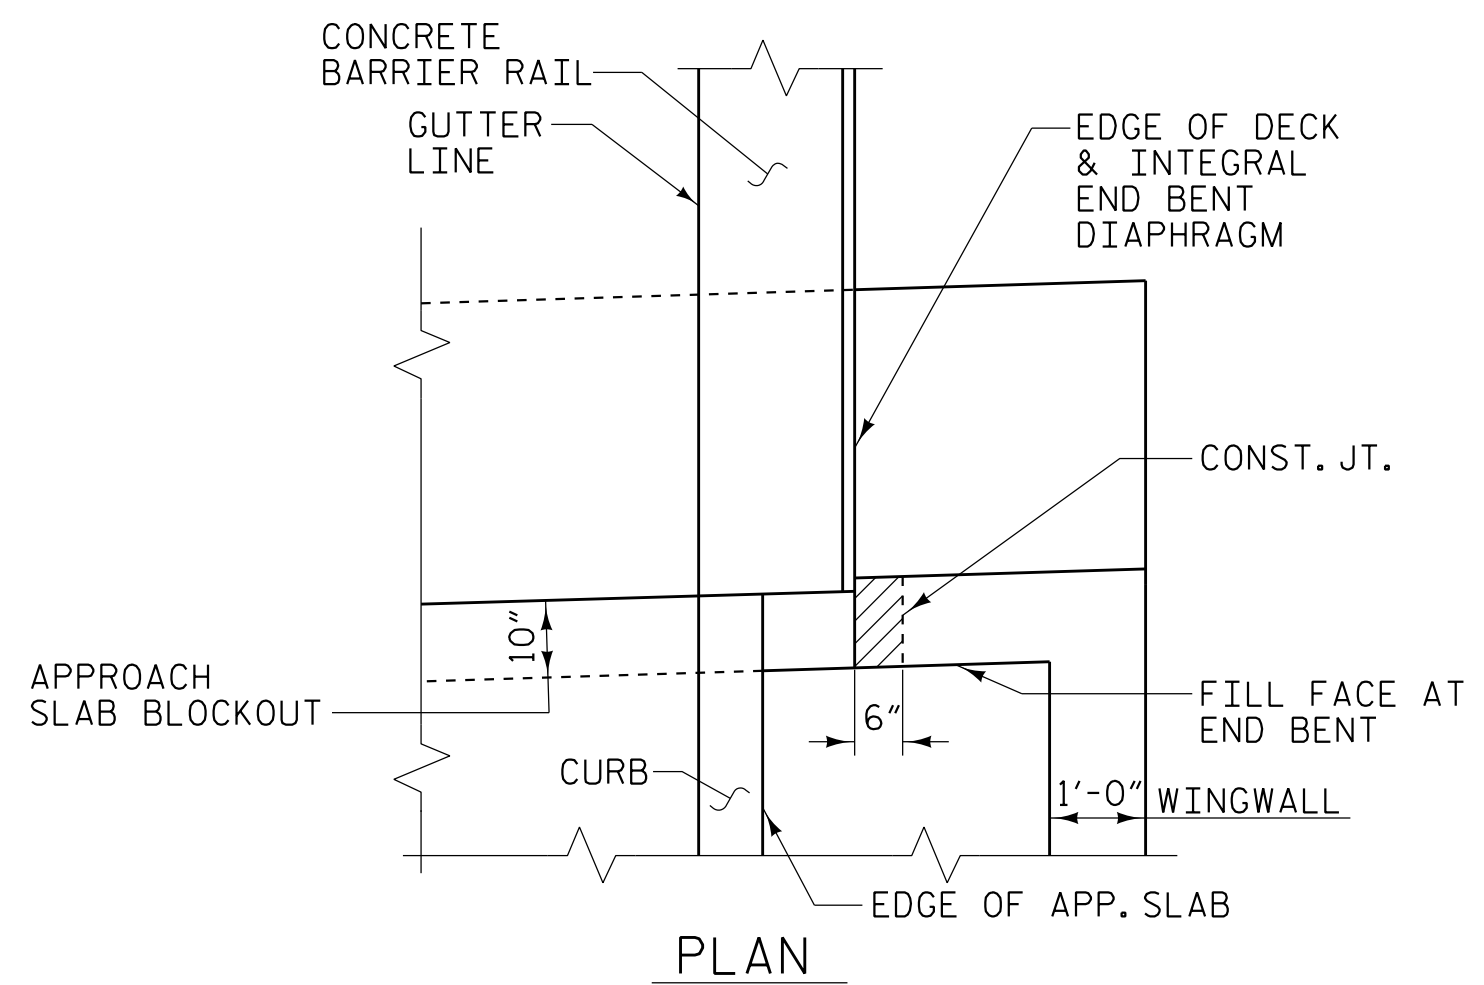 CONCRETE
BARRIER RAIL
GUTTER
LINE
EDGE OF DECK
& INTEGRAL
END BENT
DIAPHRAGM
CONST. JT.
10"
APPROACH
SLAB BLOCKOUT
6"
FILL FACE AT
END BENT
CURB
1'-0" WINGWALL
EDGE OF APP. SLAB
PLAN